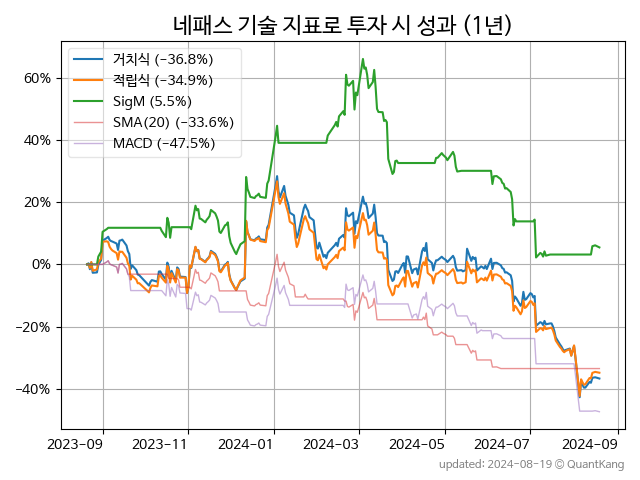 네패스 기술 지표로 투자 시 성과 (1년)
거치식 (−36.8%)
적립식 (−34.9%)
SigM (5.5%)
SMA(20) (−33.6%)
MACD (−47.5%)
60%
40%
20%
0%
−20%
−40%
2023−09 2023−11 2024−01 2024−03 2024−05 2024−07 2024−09
updated: 2024−08−19 © QuantKang